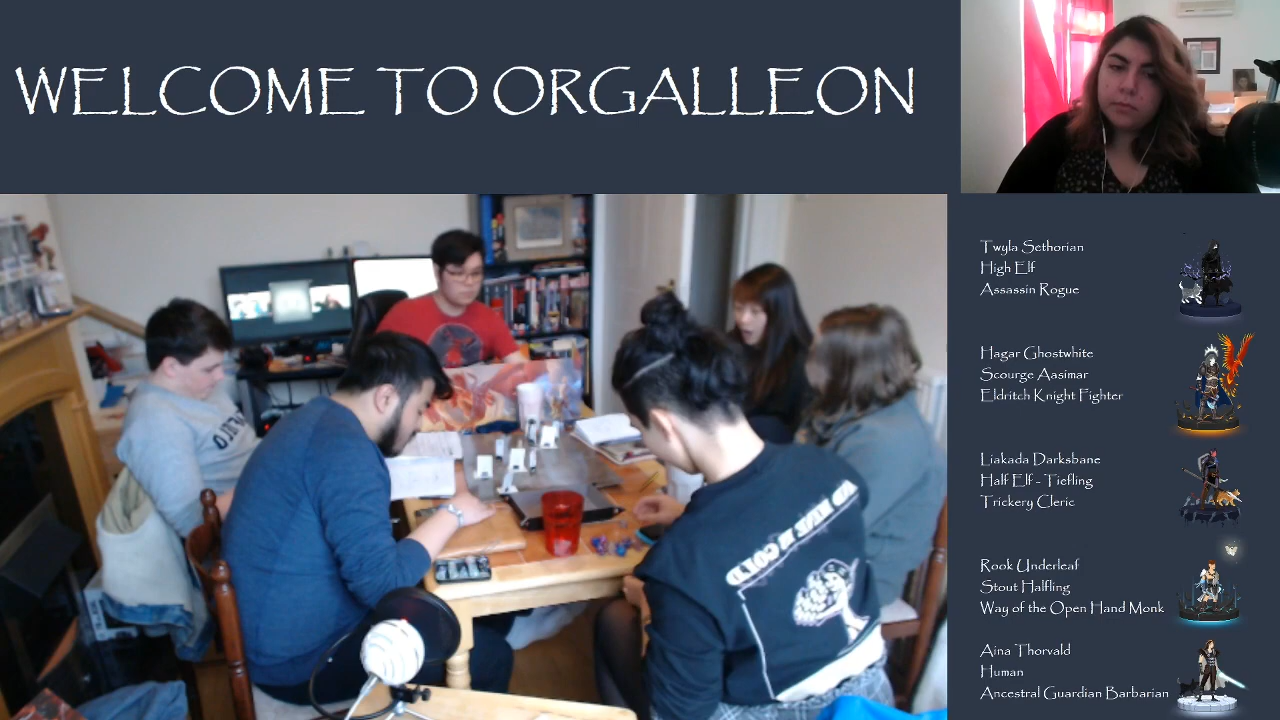 WELCOME TO ORGALLEON
Twyla Sethorian
High Elf
Assassin Rogue
Hagar Ghostwhite
Scourge Aasimar
Eldritch Knight Fighter
Liakada Darksbane
Half Elf - Tiefling
Trickery Cleric
Rook Underleaf
Stout Halfling
Way of the Open Hand Monk
Aina Thorvald
Human
Ancestral Guardian Barbarian